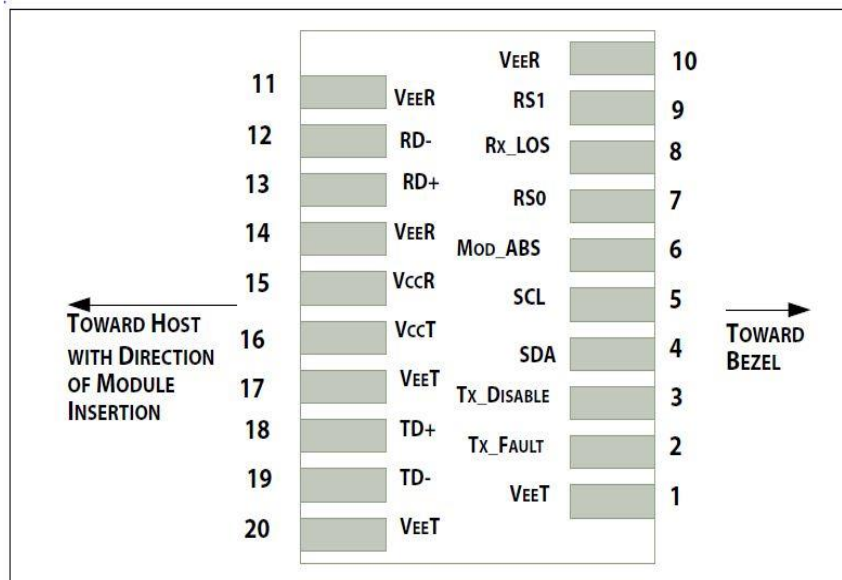 11 VEER
12 RD-
13 RD+
14 VEER
15 VCCR
16 VCCT
17 VEET
18 TD+
19 TD-
20 VEET
VEER 10
RS1 9
RX_LOS 8
RS0 7
MOD_ABS 6
SCL 5
SDA 4
TX_DISABLE 3
TX_FAULT 2
VEET 1
TOWARD HOST
WITH DIRECTION
OF MODULE
INSERTION
TOWARD
BEZEL